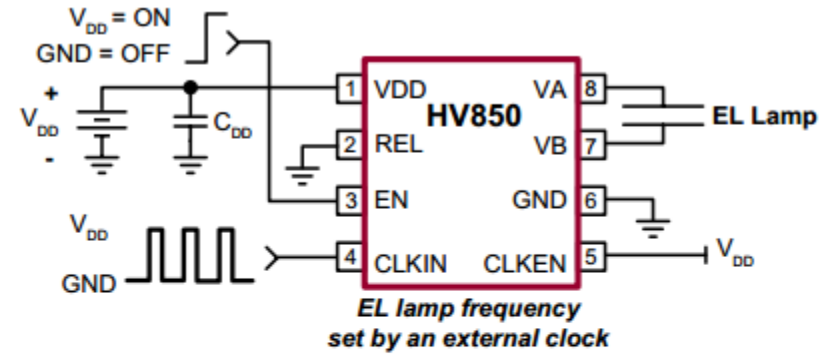 VDD = ON
GND = OFF
+
VDD
-
CDD
1 VDD
2 REL
3 EN
4 CLKIN
HV850
VA 8
VB 7
GND 6
CLKEN 5
EL Lamp
VDD
VDD
GND
EL lamp frequency
set by an external clock